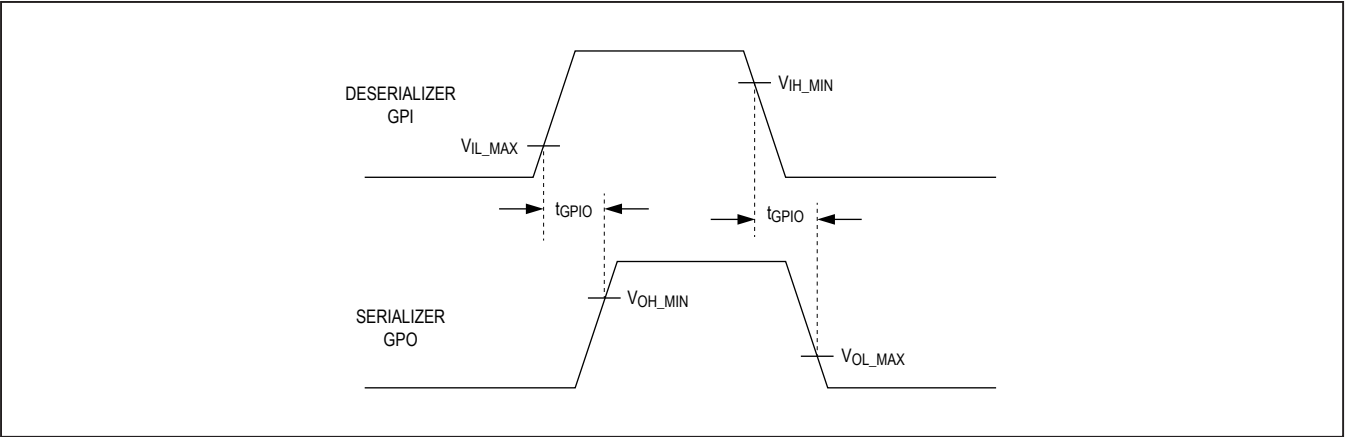 DESERIALIZER
GPI
VIH_MIN
VIL_MAX
tGPIO
tGPIO
SERIALIZER
GPO
VOH_MIN
VOL_MAX